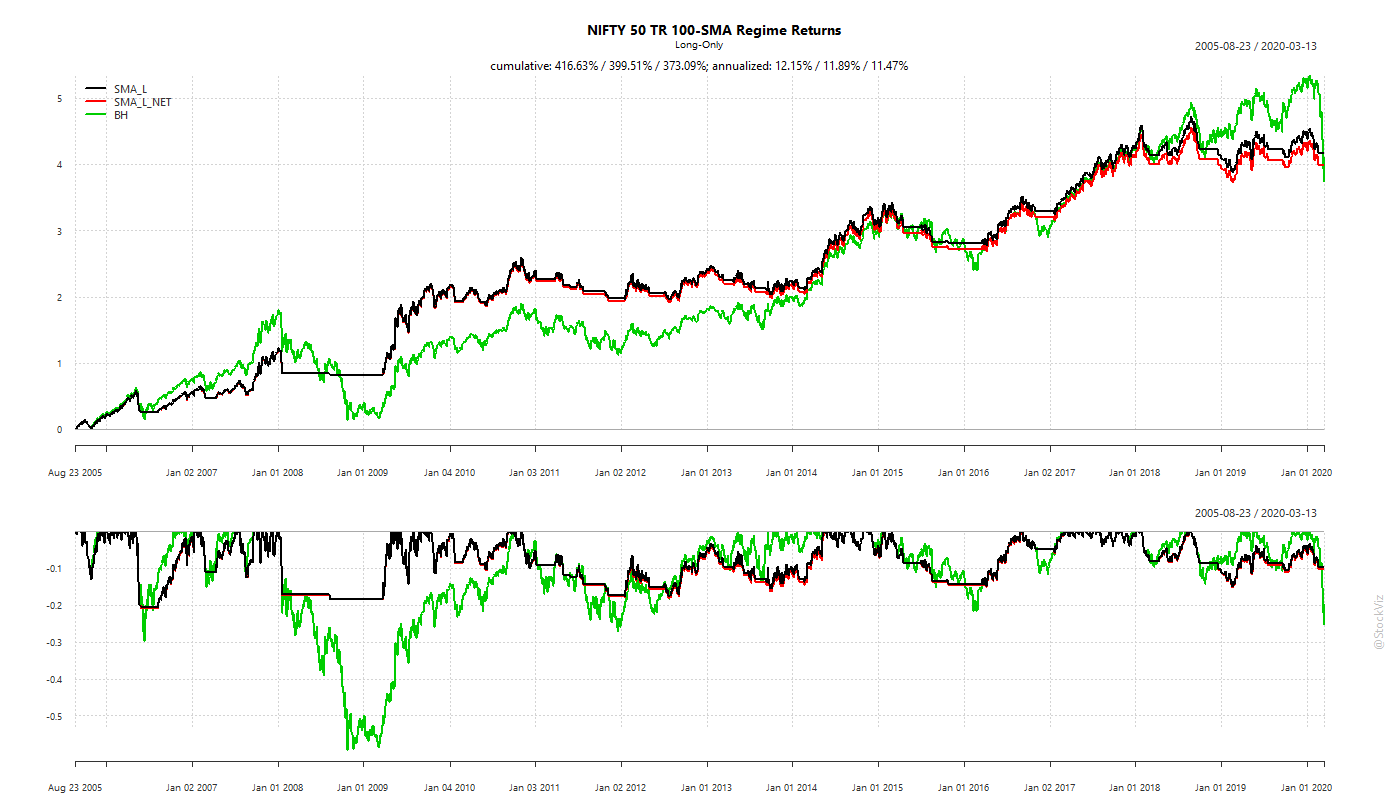 NIFTY 50 TR 100-SMA Regime Returns
Long-Only
2005-08-23 / 2020-03-13
cumulative: 416.63% / 399.51% / 373.09%; annualized: 12.15% / 11.89% / 11.47%
SMA_L
SMA_L_NET
BH
5
4
3
2
1
0
Aug 23 2005 Jan 02 2007 Jan 01 2008 Jan 01 2009 Jan 04 2010 Jan 03 2011 Jan 02 2012 Jan 01 2013 Jan 01 2014 Jan 01 2015 Jan 01 2016 Jan 02 2017 Jan 01 2018 Jan 01 2019 Jan 01 2020
2005-08-23 / 2020-03-13
-0.1
-0.2
-0.3
-0.4
-0.5
Aug 23 2005 Jan 02 2007 Jan 01 2008 Jan 01 2009 Jan 04 2010 Jan 03 2011 Jan 02 2012 Jan 01 2013 Jan 01 2014 Jan 01 2015 Jan 01 2016 Jan 02 2017 Jan 01 2018 Jan 01 2019 Jan 01 2020
@StockViz